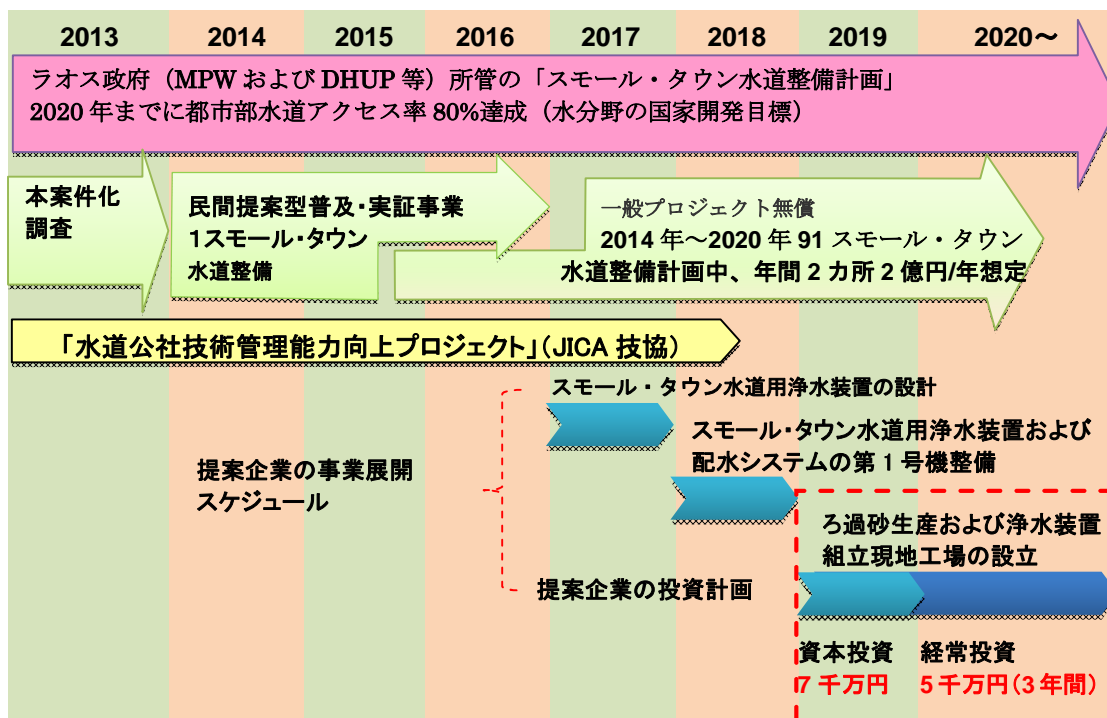 2013 2014 2015 2016 2017 2018 2019 2020～
ラオス政府（MPW および DHUP 等）所管の「スモール・タウン水道整備計画」
2020 年までに都市部水道アクセス率 80%達成（水分野の国家開発目標）
本案件化
調査
民間提案型普及・実証事業
１スモール・タウン
水道整備
一般プロジェクト無償
2014 年～2020 年 91 スモール・タウン
水道整備計画中、年間 2 カ所 2 億円/年想定
「水道公社技術管理能力向上プロジェクト」（JICA 技協）
スモール・タウン水道用浄水装置の設計
スモール・タウン水道用浄水装置および
配水システムの第 1 号機整備
提案企業の事業展開
スケジュール
ろ過砂生産および浄水装置
組立現地工場の設立
提案企業の投資計画
資本投資 経常投資
7 千万円 5 千万円（3 年間）